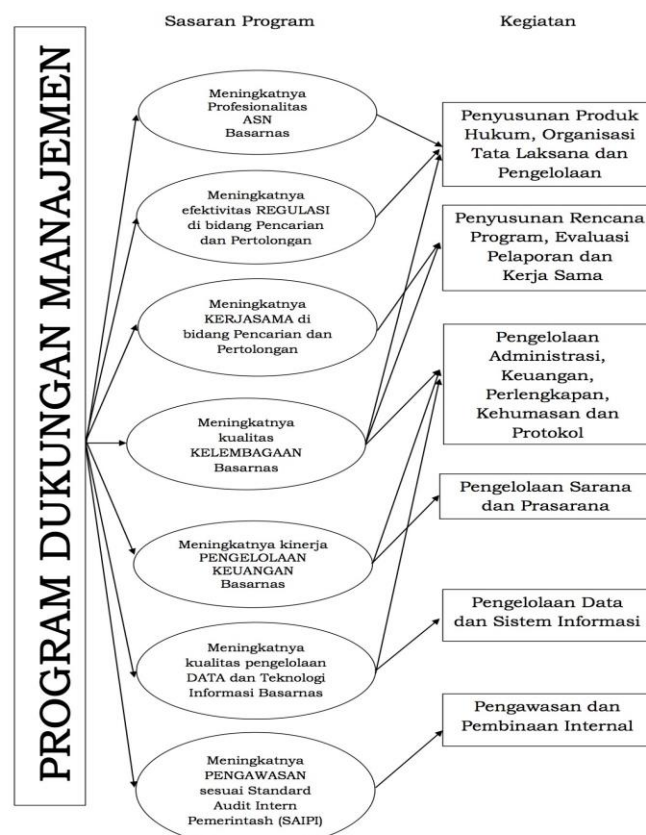 Sasaran Program
Kegiatan
PROGRAM DUKUNGAN MANAJEMEN
Meningkatnya
Profesionalitas
ASN
Basarnas
Meningkatnya
efektivitas REGULASI
di bidang Pencarian
dan Pertolongan
Meningkatnya
KERJASAMA di
bidang Pencarian dan
Pertolongan
Meningkatnya
kualitas
KELEMBAGAAN
Basarnas
Meningkatnya kinerja
PENGELOLAAN
KEUANGAN
Basarnas
Meningkatnya
kualitas pengelolaan
DATA dan Teknologi
Informasi Basarnas
Meningkatnya
PENGAWASAN
sesuai Standard
Audit Intern
Pemerintash (SAIPI)
Penyusunan Produk
Hukum, Organisasi
Tata Laksana dan
Pengelolaan
Penyusunan Rencana
Program, Evaluasi
Pelaporan dan
Kerja Sama
Pengelolaan
Administrasi,
Keuangan,
Perlengkapan,
Kehumasan dan
Protokol
Pengelolaan Sarana
dan Prasarana
Pengelolaan Data
dan Sistem Informasi
Pengawasan dan
Pembinaan Internal